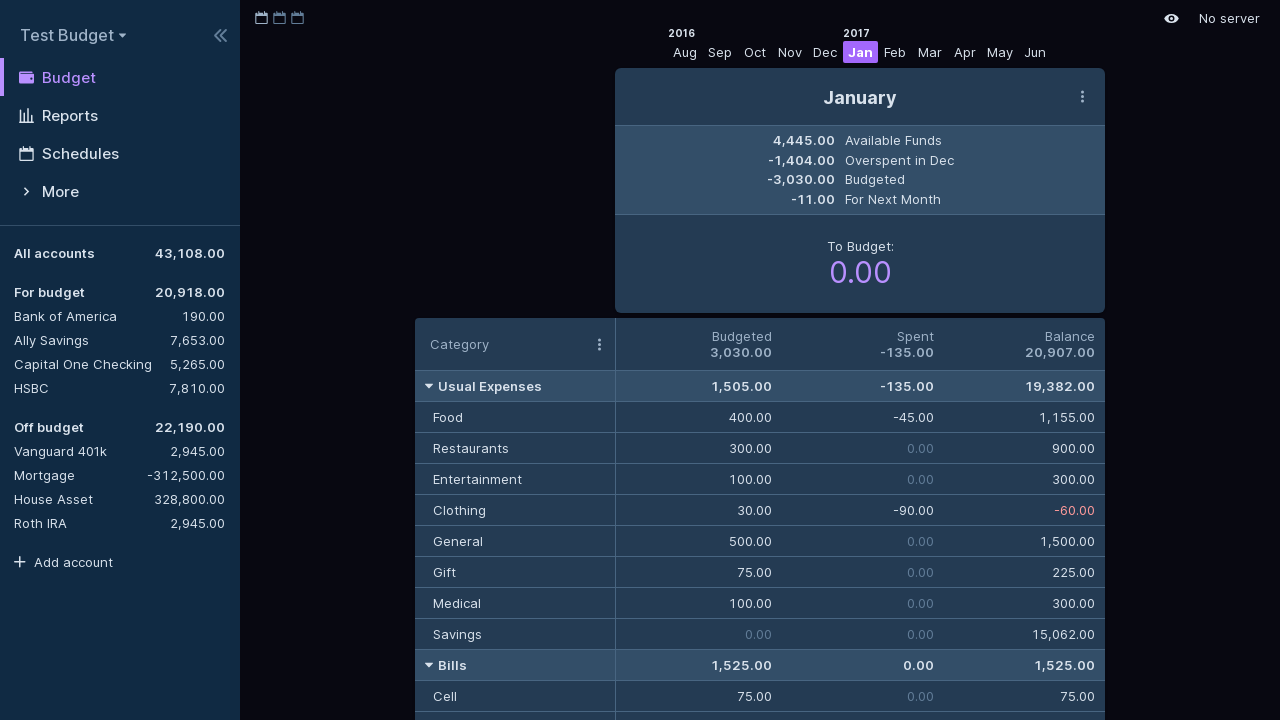 Test Budget
Budget
Reports
Schedules
More
All accounts 43,108.00
For budget 20,918.00
Bank of America 190.00
Ally Savings 7,653.00
Capital One Checking 5,265.00
HSBC 7,810.00
Off budget 22,190.00
Vanguard 401k 2,945.00
Mortgage -312,500.00
House Asset 328,800.00
Roth IRA 2,945.00
Add account
No server
2016 2017
Aug Sep Oct Nov Dec Jan Feb Mar Apr May Jun
January
4,445.00 Available Funds
-1,404.00 Overspent in Dec
-3,030.00 Budgeted
-11.00 For Next Month
To Budget:
0.00
Category Budgeted Spent Balance
3,030.00 -135.00 20,907.00
Usual Expenses 1,505.00 -135.00 19,382.00
Food 400.00 -45.00 1,155.00
Restaurants 300.00 0.00 900.00
Entertainment 100.00 0.00 300.00
Clothing 30.00 -90.00 -60.00
General 500.00 0.00 1,500.00
Gift 75.00 0.00 225.00
Medical 100.00 0.00 300.00
Savings 0.00 0.00 15,062.00
Bills 1,525.00 0.00 1,525.00
Cell 75.00 0.00 75.00